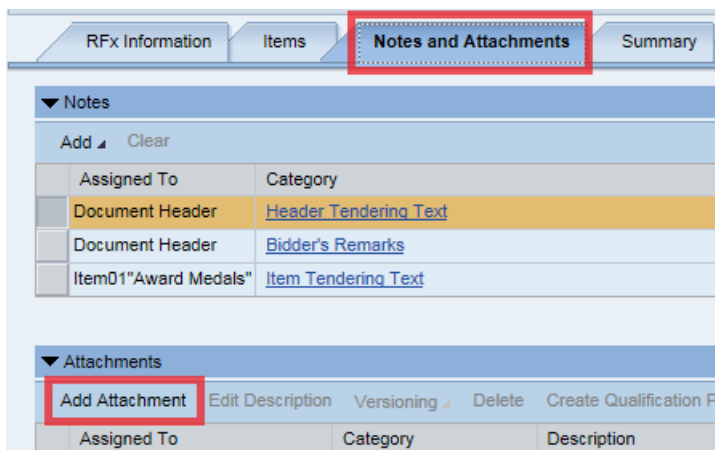 RFx Information Items Notes and Attachments Summary
Notes
Add Clear
Assigned To Category
Document Header Header Tendering Text
Document Header Bidder's Remarks
Item01"Award Medals" Item Tendering Text
Attachments
Add Attachment Edit Description Versioning Delete Create Qualification P
Assigned To Category Description